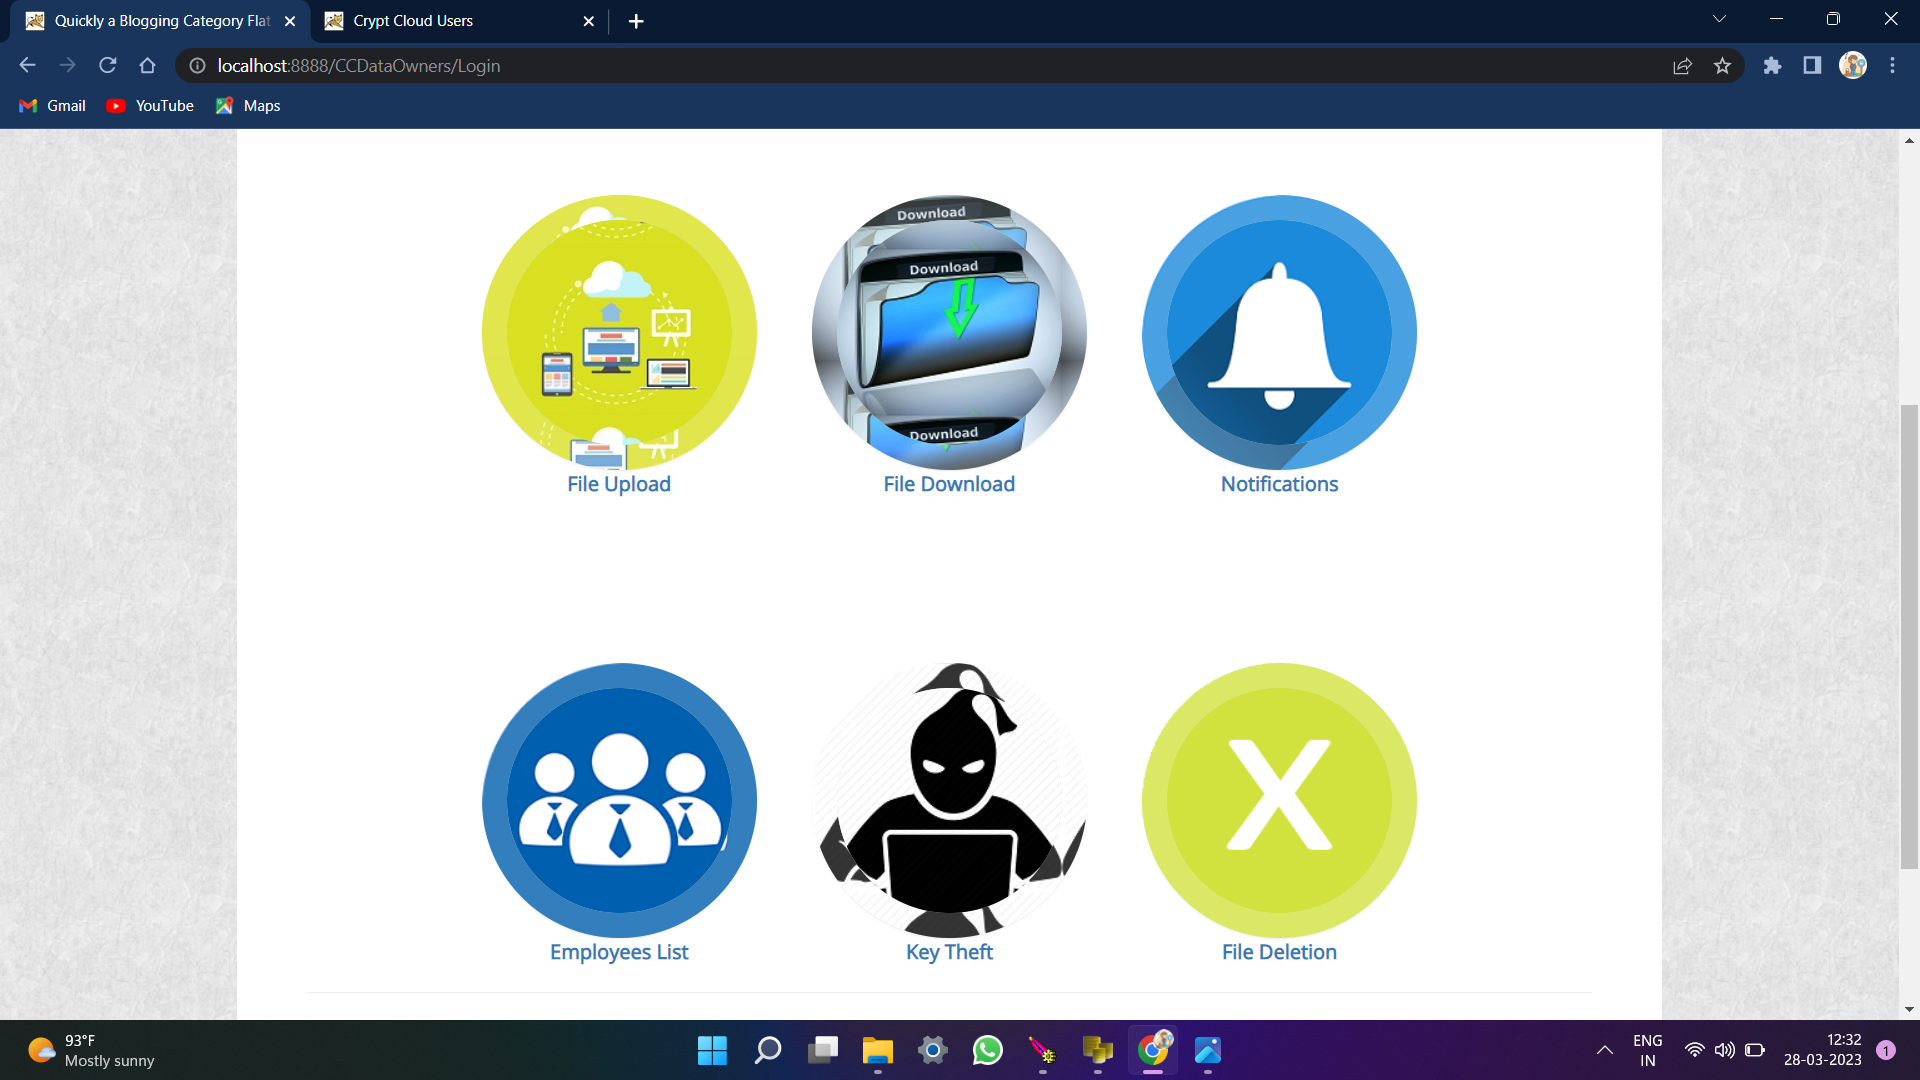 Quickly a Blogging Category Flat
Crypt Cloud Users
localhost:8888/CCDataOwners/Login
Gmail
YouTube
Maps
Download
Download
Download
File Upload
File Download
Notifications
X
Employees List
Key Theft
File Deletion
93°F
Mostly sunny
ENG
IN
12:32
28-03-2023
1